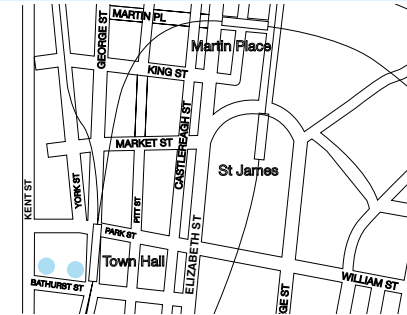 MARTIN PL
GEORGE ST
Martin Place
KING ST
CASTLEREAGH ST
MARKET ST
St James
KENT ST
YORK ST
PITT ST
ELIZABETH ST
PARK ST
Town Hall
BATHURST ST
WILLIAM ST
GE ST